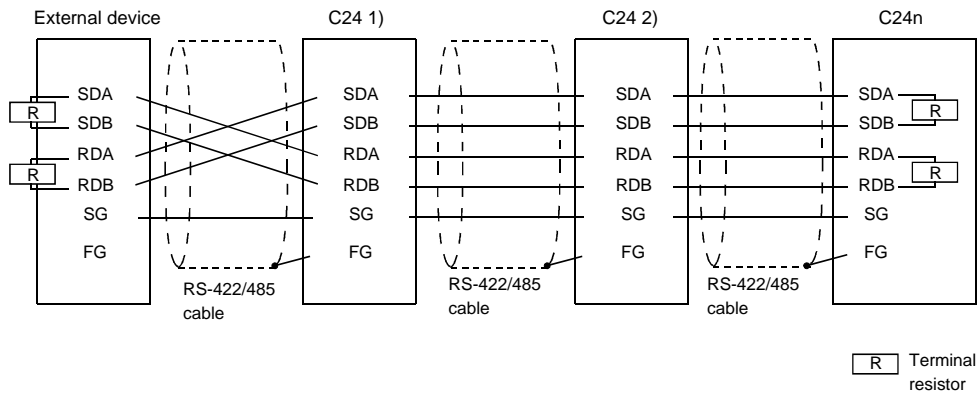 External device
C24 1)
C24 2)
C24n
SDA
SDA
SDA
SDA
R
SDB
SDB
SDB
SDB
R
RDA
RDA
RDA
RDA
R
RDB
RDB
RDB
RDB
R
SG
SG
SG
SG
FG
FG
FG
FG
RS-422/485
cable
RS-422/485
cable
RS-422/485
cable
R
Terminal
resistor